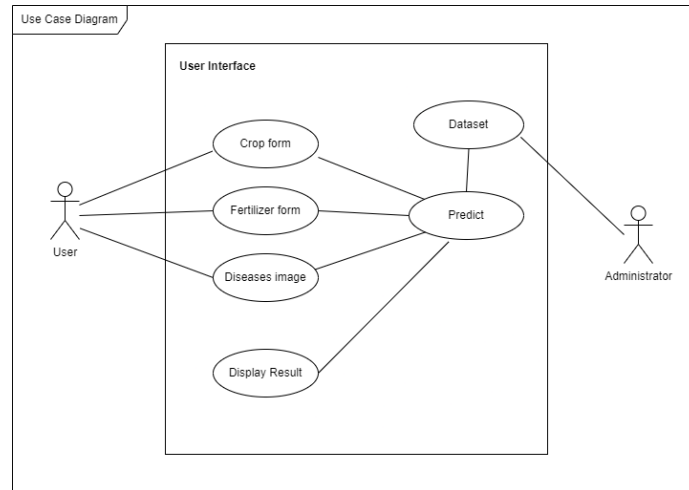 Use Case Diagram
User Interface
Dataset
Crop form
Fertilizer form
Predict
User
Administrator
Diseases image
Display Result